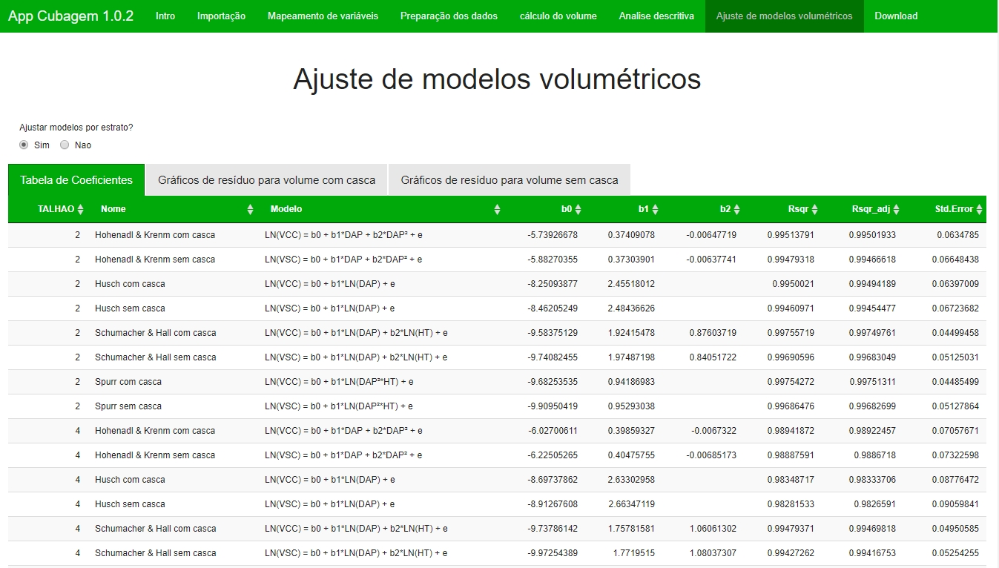 App Cubagem 1.0.2 Intro Importação Mapeamento de variáveis Preparação dos dados cálculo do volume Analise descritiva Ajuste de modelos volumétricos Download
Ajuste de modelos volumétricos
Ajustar modelos por estrato?
Sim Nao
Tabela de Coeficientes Gráficos de resíduo para volume com casca Gráficos de resíduo para volume sem casca
TALHAO Nome Modelo b0 b1 b2 Rsqr Rsqr_adj Std.Error
2 Hohenadl & Krenm com casca LN(VCC) = b0 + b1*DAP + b2*DAP² + e -5.73926678 0.37409078 -0.00647719 0.99513791 0.99501933 0.0634785
2 Hohenadl & Krenm sem casca LN(VSC) = b0 + b1*DAP + b2*DAP² + e -5.88270355 0.37303901 -0.00637741 0.99479318 0.99466618 0.06648438
2 Husch com casca LN(VCC) = b0 + b1*LN(DAP) + e -8.25093877 2.45518012 0.9950021 0.99494189 0.06397009
2 Husch sem casca LN(VSC) = b0 + b1*LN(DAP) + e -8.46205249 2.48436626 0.99460971 0.99454477 0.06723682
2 Schumacher & Hall com casca LN(VCC) = b0 + b1*LN(DAP) + b2*LN(HT) + e -9.58375129 1.92415478 0.87603719 0.99755719 0.99749761 0.04499458
2 Schumacher & Hall sem casca LN(VSC) = b0 + b1*LN(DAP) + b2*LN(HT) + e -9.74082455 1.97487198 0.84051722 0.99690596 0.99683049 0.05125031
2 Spurr com casca LN(VCC) = b0 + b1*LN(DAP²*HT) + e -9.68253535 0.94186983 0.99754272 0.99751311 0.04485499
2 Spurr sem casca LN(VSC) = b0 + b1*LN(DAP²*HT) + e -9.90950419 0.95293038 0.99686476 0.99682699 0.05127864
4 Hohenadl & Krenm com casca LN(VCC) = b0 + b1*DAP + b2*DAP² + e -6.02700611 0.39859327 -0.0067322 0.98941872 0.98922457 0.07057671
4 Hohenadl & Krenm sem casca LN(VSC) = b0 + b1*DAP + b2*DAP² + e -6.22505265 0.40475755 -0.00685173 0.98887591 0.9886718 0.07322598
4 Husch com casca LN(VCC) = b0 + b1*LN(DAP) + e -8.69737862 2.63302958 0.98348717 0.98333706 0.08776472
4 Husch sem casca LN(VSC) = b0 + b1*LN(DAP) + e -8.91267608 2.66347119 0.98281533 0.9826591 0.09059841
4 Schumacher & Hall com casca LN(VCC) = b0 + b1*LN(DAP) + b2*LN(HT) + e -9.73786142 1.75781581 1.06061302 0.99479371 0.99469818 0.04950585
4 Schumacher & Hall sem casca LN(VSC) = b0 + b1*LN(DAP) + b2*LN(HT) + e -9.97254389 1.7719515 1.08037307 0.99427262 0.99416753 0.05254255